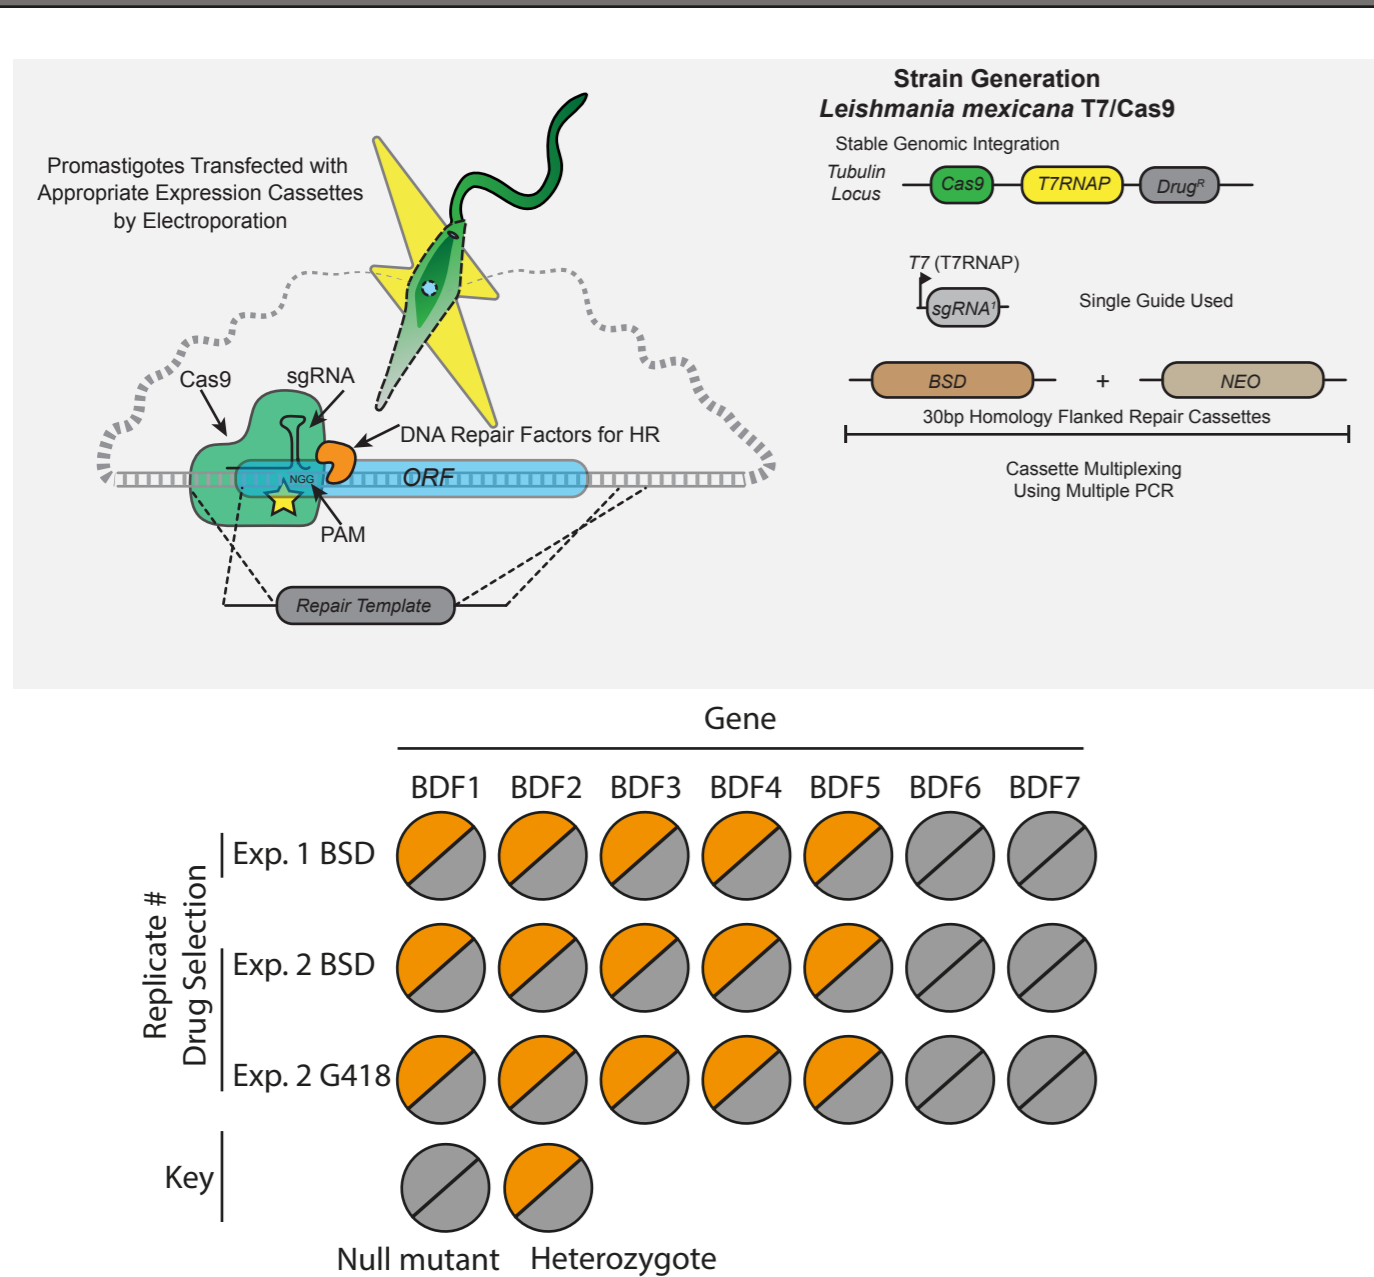 Strain Generation
Leishmania mexicana T7/Cas9
Stable Genomic Integration
Tubulin
Locus
Cas9
T7RNAP
Drug^R
T7 (T7RNAP)
sgRNA¹
Single Guide Used
BSD
+
NEO
30bp Homology Flanked Repair Cassettes
Cassette Multiplexing
Using Multiple PCR
Promastigotes Transfected with
Appropriate Expression Cassettes
by Electroporation
Cas9
sgRNA
DNA Repair Factors for HR
NGG
ORF
PAM
Repair Template
Gene
BDF1 BDF2 BDF3 BDF4 BDF5 BDF6 BDF7
Replicate #
Drug Selection
Exp. 1 BSD
Exp. 2 BSD
Exp. 2 G418
Key
Null mutant Heterozygote